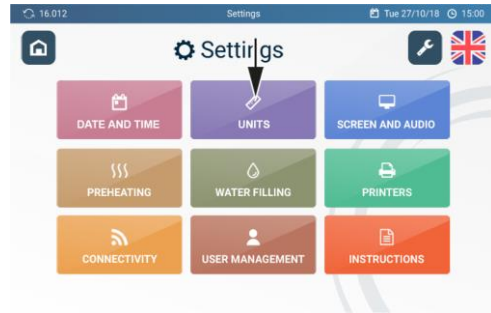 16.012
Settings
Tue 27/10/18
15:00
Settings
DATE AND TIME
UNITS
SCREEN AND AUDIO
PREHEATING
WATER FILLING
PRINTERS
CONNECTIVITY
USER MANAGEMENT
INSTRUCTIONS